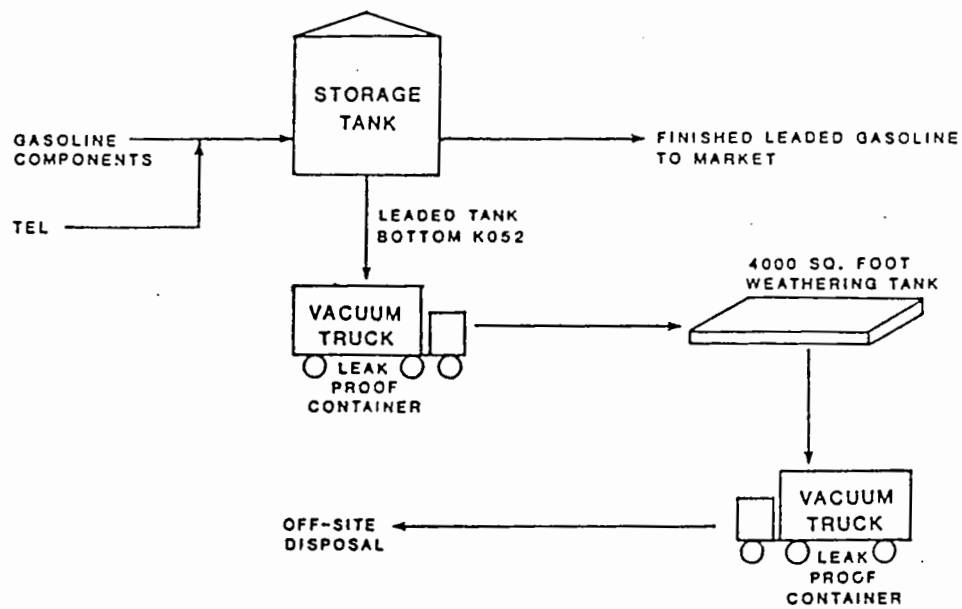 STORAGE
TANK
GASOLINE
COMPONENTS
FINISHED LEADED GASOLINE
TO MARKET
TEL
LEADED TANK
BOTTOM K052
4000 SQ. FOOT
WEATHERING TANK
VACUUM
TRUCK
LEAK
PROOF
CONTAINER
VACUUM
TRUCK
LEAK
PROOF
CONTAINER
OFF-SITE
DISPOSAL